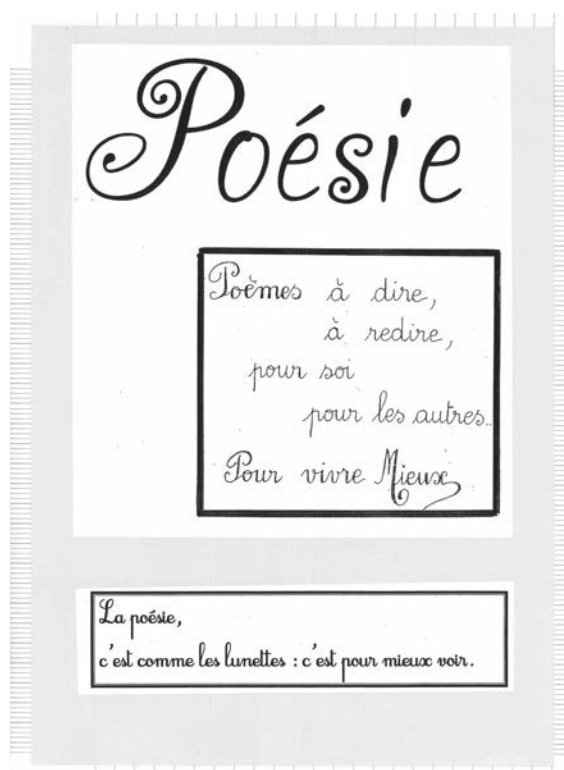 Poésie
Poèmes à dire,
à redire,
pour soi
pour les autres..
Pour vivre Mieux
La poésie,
c'est comme les lunettes : c'est pour mieux voir.